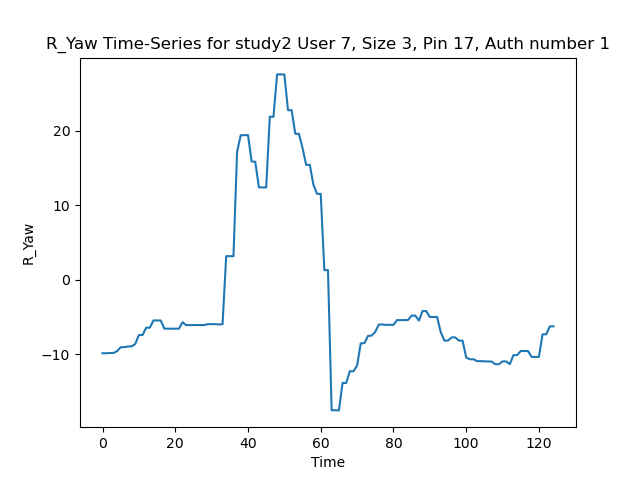 R_Yaw Time-Series for study2 User 7, Size 3, Pin 17, Auth number 1
R_Yaw
20
10
0
−10
0 20 40 60 80 100 120
Time